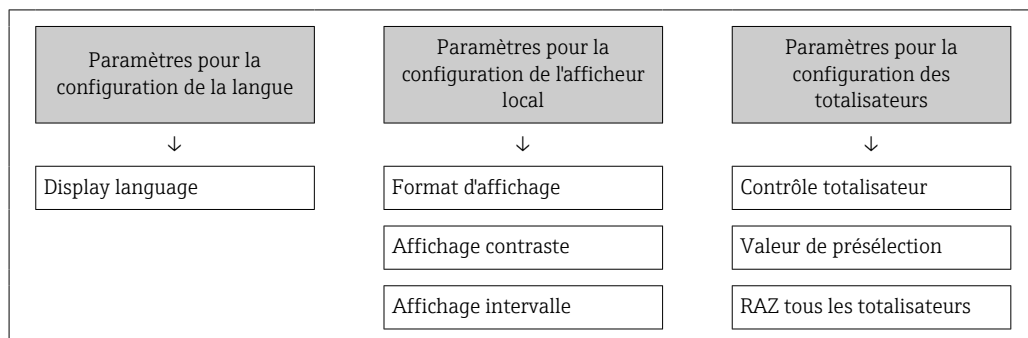 Paramètres pour la
configuration de la langue
↓
Display language
Paramètres pour la
configuration de l'afficheur
local
↓
Format d'affichage
Affichage contraste
Affichage intervalle
Paramètres pour la
configuration des
totalisateurs
↓
Contrôle totalisateur
Valeur de présélection
RAZ tous les totalisateurs